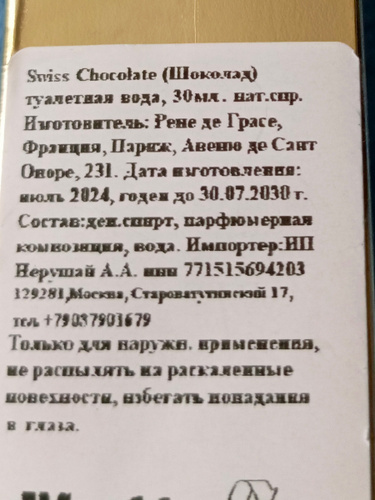 Swiss Chocolate (Шоколад)
туалетная вода, 30мл. нат.спр.
Изготовитель: Рене де Грасе,
Франция, Париж, Авеню де Сант
Оноре, 231. Дата изготовления:
июль 2024, годен до 30.07.2030 г.
Состав:ден.спирт, парфюмерная
композиция, вода. Импортер:ИП
Нерушай А.А. инн 771515694203
129281,Москва, Староватутинский 17,
тел. +79037903679
Только для наружн. применения,
не распылять на раскаленные
повехности, избегать попадания
в глаза.